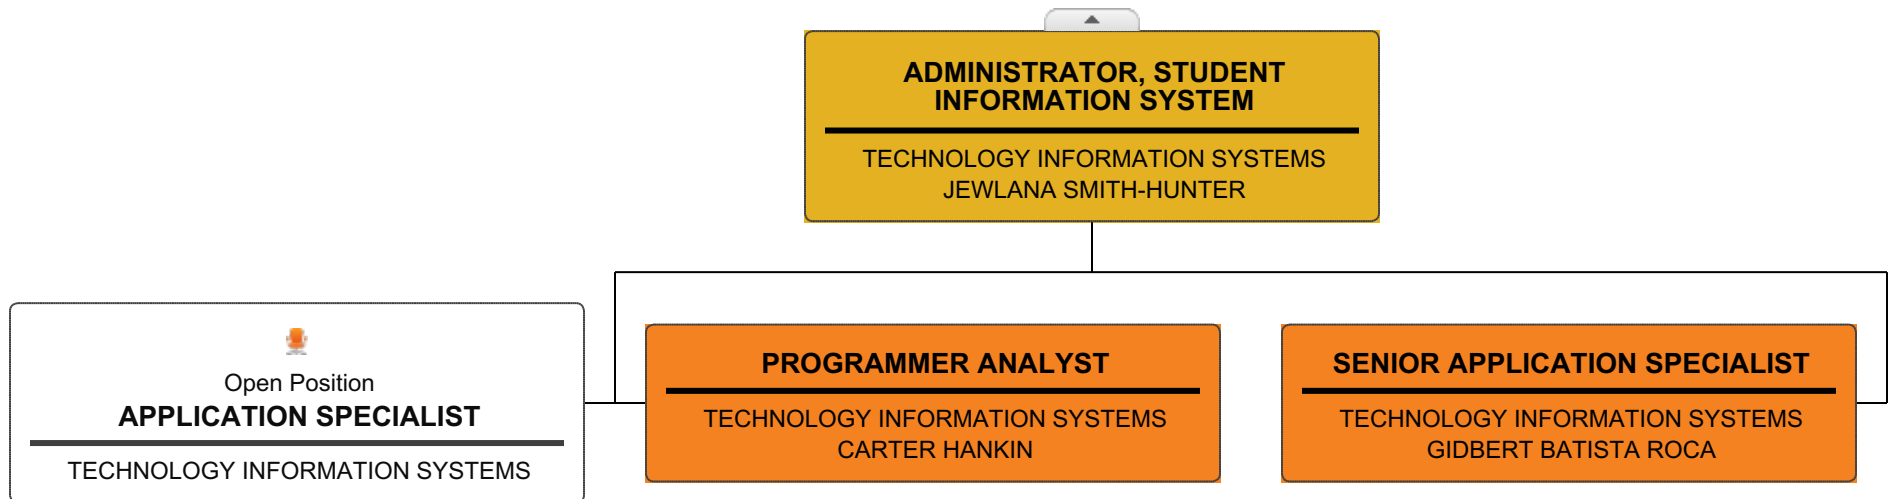 ADMINISTRATOR, STUDENT
INFORMATION SYSTEM
TECHNOLOGY INFORMATION SYSTEMS
JEWLANA SMITH-HUNTER
Open Position
APPLICATION SPECIALIST
TECHNOLOGY INFORMATION SYSTEMS
PROGRAMMER ANALYST
TECHNOLOGY INFORMATION SYSTEMS
CARTER HANKIN
SENIOR APPLICATION SPECIALIST
TECHNOLOGY INFORMATION SYSTEMS
GIDBERT BATISTA ROCA